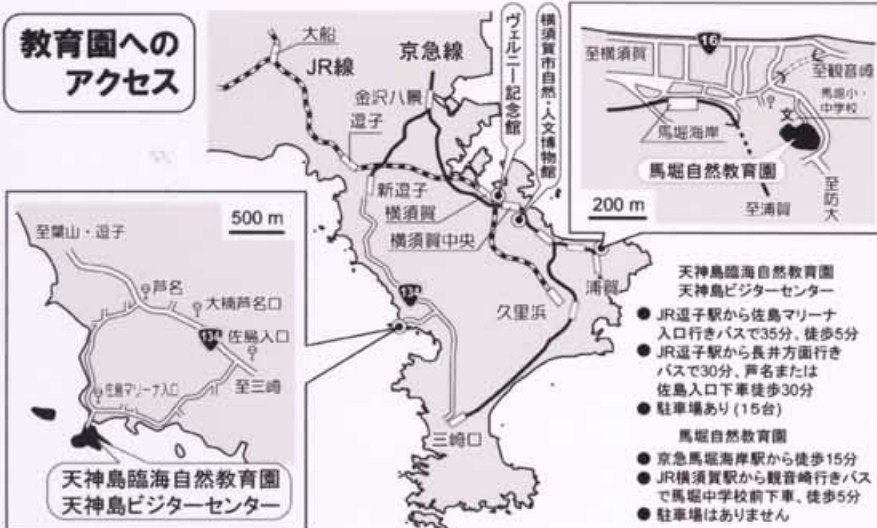 教育園への
アクセス
大船
JR線
京急線
金沢八景
逗子
新逗子
横須賀
横須賀中央
久里浜
浦賀
三崎口
134
ヴェルニー記念館
横須賀市自然・人文博物館
16
至横須賀
至観音崎
馬堀小・
中学校
文
馬堀海岸
馬堀自然教育園
200 m
至浦賀
至防大
500 m
至葉山・逗子
芦名
大楠芦名口
134
佐島入口
佐島マリーナ入口
至三崎
天神島臨海自然教育園
天神島ビジターセンター
天神島臨海自然教育園
天神島ビジターセンター
● JR逗子駅から佐島マリーナ
入口行きバスで35分、徒歩5分
● JR逗子駅から長井方面行き
バスで30分、芦名または
佐島入口下車徒歩30分
● 駐車場あり(15台)
馬堀自然教育園
● 京急馬堀海岸駅から徒歩15分
● JR横須賀駅から観音崎行きバス
で馬堀中学校前下車、徒歩5分
● 駐車場はありません